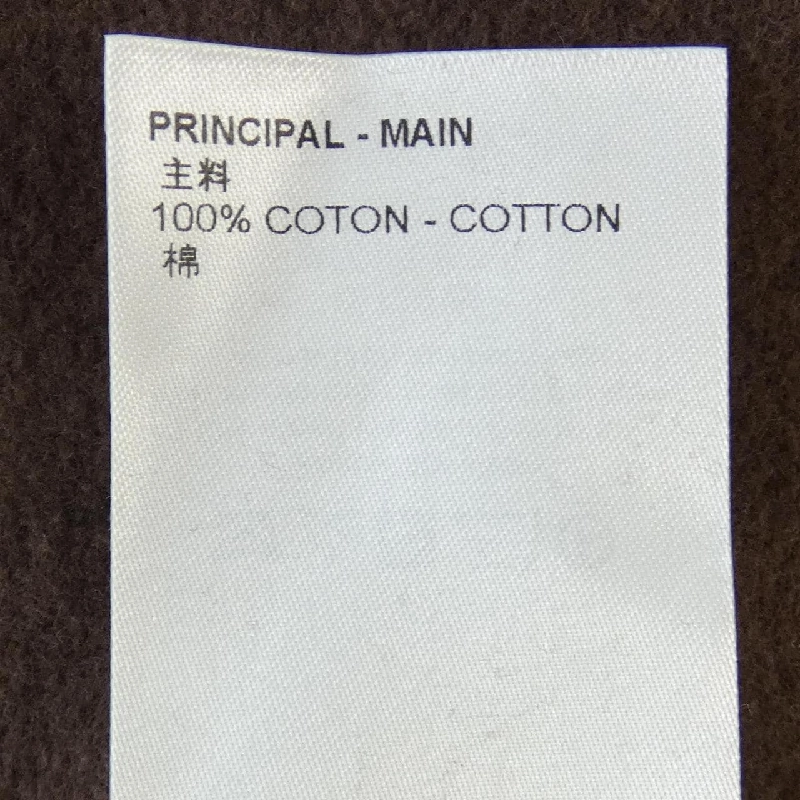 PRINCIPAL - MAIN
主料
100% COTON - COTTON
棉